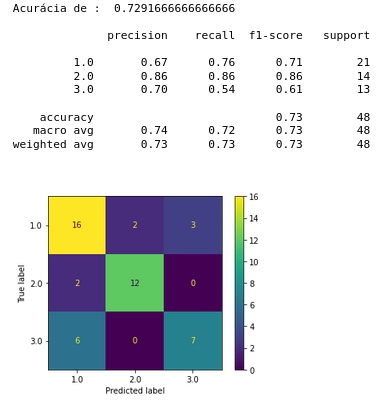 Acurácia de :  0.7291666666666666
precision    recall  f1-score   support
1.0       0.67      0.76      0.71        21
2.0       0.86      0.86      0.86        14
3.0       0.70      0.54      0.61        13
accuracy                           0.73        48
macro avg       0.74      0.72      0.73        48
weighted avg       0.73      0.73      0.73        48
16
14
12
10
8
6
4
2
0
True label
1.0 16 2 3
2.0 2 12 0
3.0 6 0 7
1.0 2.0 3.0
Predicted label